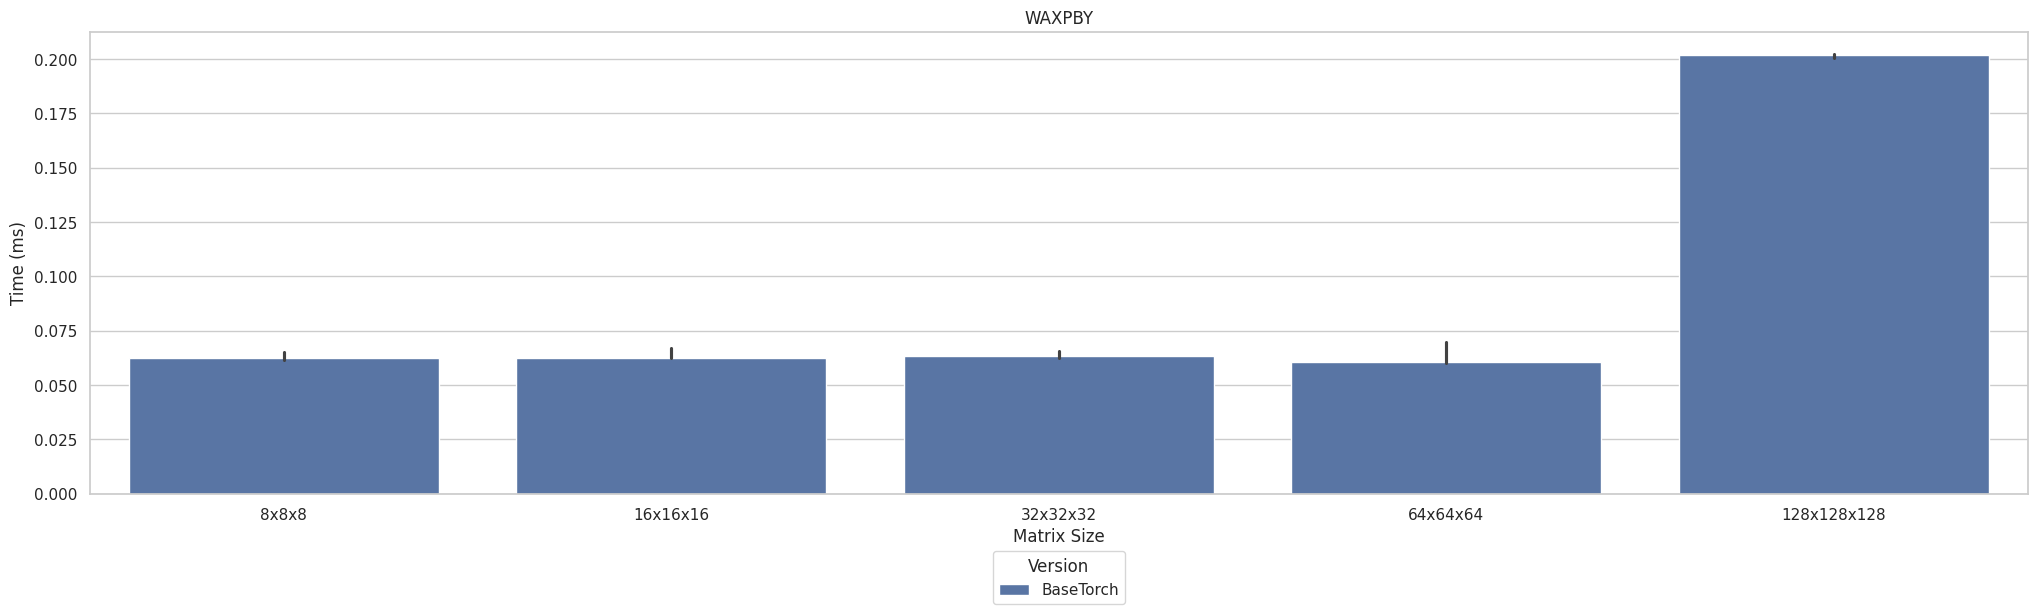 WAXPBY
Time (ms)
0.200
0.175
0.150
0.125
0.100
0.075
0.050
0.025
0.000
8x8x8
16x16x16
32x32x32
64x64x64
128x128x128
Matrix Size
Version
BaseTorch